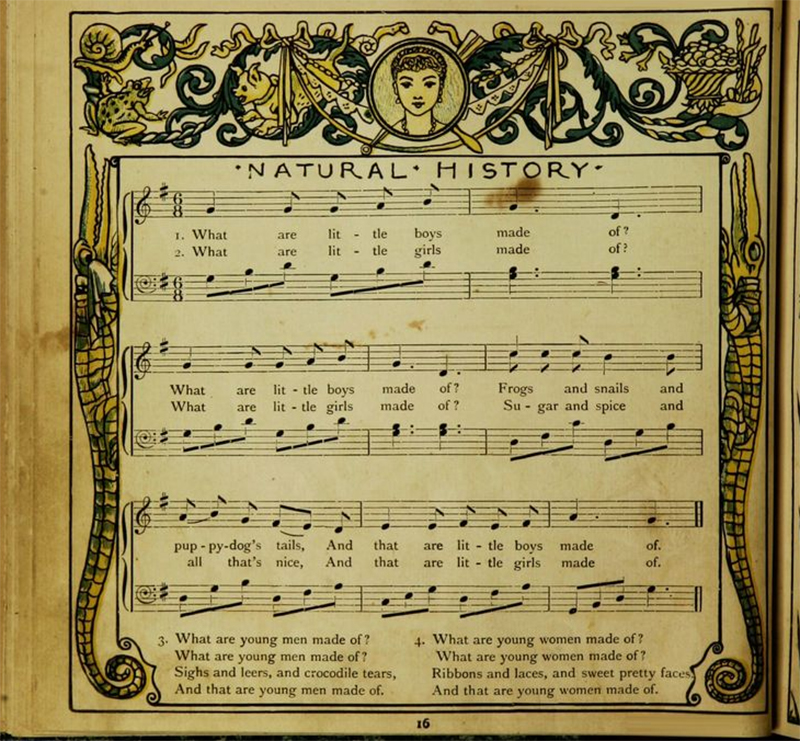 ·NATURAL· HISTORY·
1. What are lit - tle boys made of?
2. What are lit - tle girls made of?
What are lit - tle boys made of? Frogs and snails and
What are lit - tle girls made of? Su - gar and spice and
pup - py-dog's tails, And that are lit - tle boys made of.
all that's nice, And that are lit - tle girls made of.
3. What are young men made of?
What are young men made of?
Sighs and leers, and crocodile tears,
And that are young men made of.
4. What are young women made of?
What are young women made of?
Ribbons and laces, and sweet pretty faces,
And that are young women made of.
16